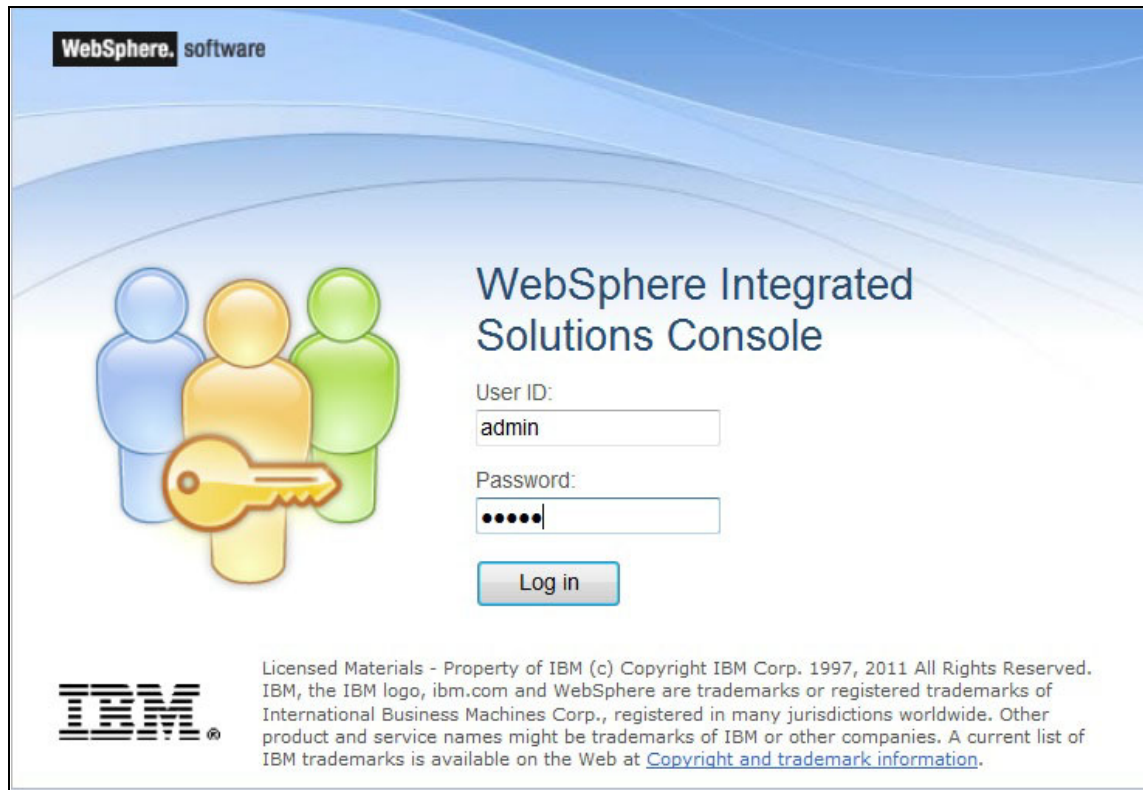 WebSphere. software
WebSphere Integrated
Solutions Console
User ID:
admin
Password:
•••••
Log in
Licensed Materials - Property of IBM (c) Copyright IBM Corp. 1997, 2011 All Rights Reserved.
IBM, the IBM logo, ibm.com and WebSphere are trademarks or registered trademarks of
International Business Machines Corp., registered in many jurisdictions worldwide. Other
product and service names might be trademarks of IBM or other companies. A current list of
IBM trademarks is available on the Web at Copyright and trademark information.
IBM®